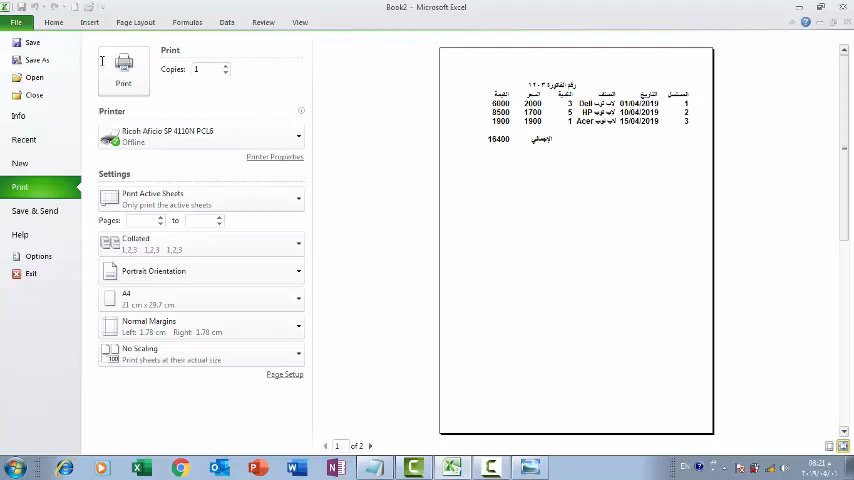 Book2 - Microsoft Excel
File
Home
Insert
Page Layout
Formulas
Data
Review
View
Save
Save As
Open
Close
Info
Recent
New
Print
Save & Send
Help
Options
Exit
Print
Print
Copies: 1
Printer
Ricoh Aficio SP 4110N PCL6
Offline
Printer Properties
Settings
Print Active Sheets
Only print the active sheets
Pages: to
Collated
1,2,3 1,2,3 1,2,3
Portrait Orientation
A4
21 cm x 29.7 cm
Normal Margins
Left: 1.78 cm Right: 1.78 cm
No Scaling
Print sheets at their actual size
100
Page Setup
رقم الفاتورة ١٢٠٣
المسلسل التاريخ الصنف الكمية السعر القيمة
1 01/04/2019 لاب توب Dell 3 2000 6000
2 10/04/2019 لاب توب HP 5 1700 8500
3 15/04/2019 لاب توب Acer 1 1900 1900
الإجمالي 16400
1 of 2
EN
08:21 م
٢٠١٩/٠٥/٠١